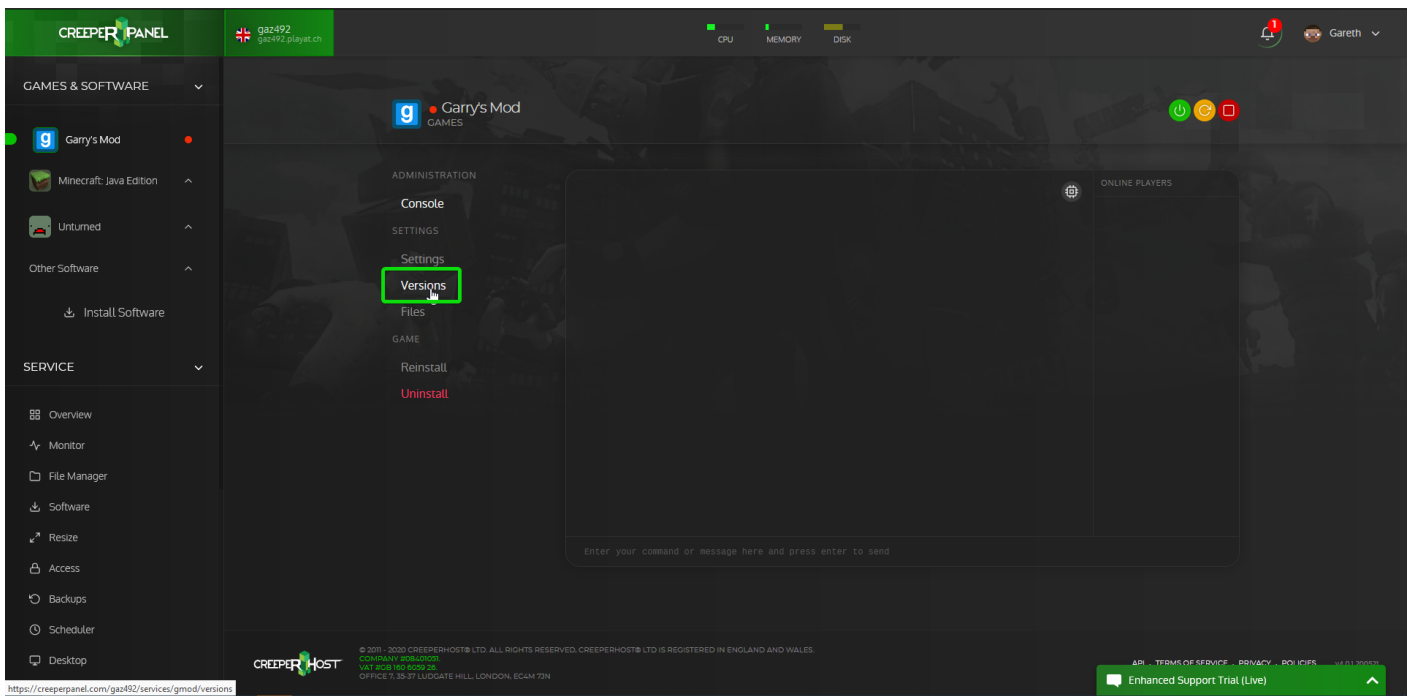 CREEPER PANEL
gaz492
gaz492.playat.ch
CPU
MEMORY
DISK
1
Gareth
GAMES & SOFTWARE
Garry's Mod
Minecraft: Java Edition
Unturned
Other Software
Install Software
SERVICE
Overview
Monitor
File Manager
Software
Resize
Access
Backups
Scheduler
Desktop
https://creeperpanel.com/gaz492/services/gmod/versions
g Garry's Mod
GAMES
ADMINISTRATION
Console
SETTINGS
Settings
Versions
Files
GAME
Reinstall
Uninstall
ONLINE PLAYERS
Enter your command or message here and press enter to send
CREEPER HOST
© 2011 - 2020 CREEPERHOST® LTD. ALL RIGHTS RESERVED. CREEPERHOST® LTD IS REGISTERED IN ENGLAND AND WALES.
COMPANY #08401051.
VAT #GB 160 6059 26.
OFFICE 7, 35-37 LUDGATE HILL, LONDON, EC4M 7JN
API . TERMS OF SERVICE . PRIVACY . POLICIES
Enhanced Support Trial (Live)